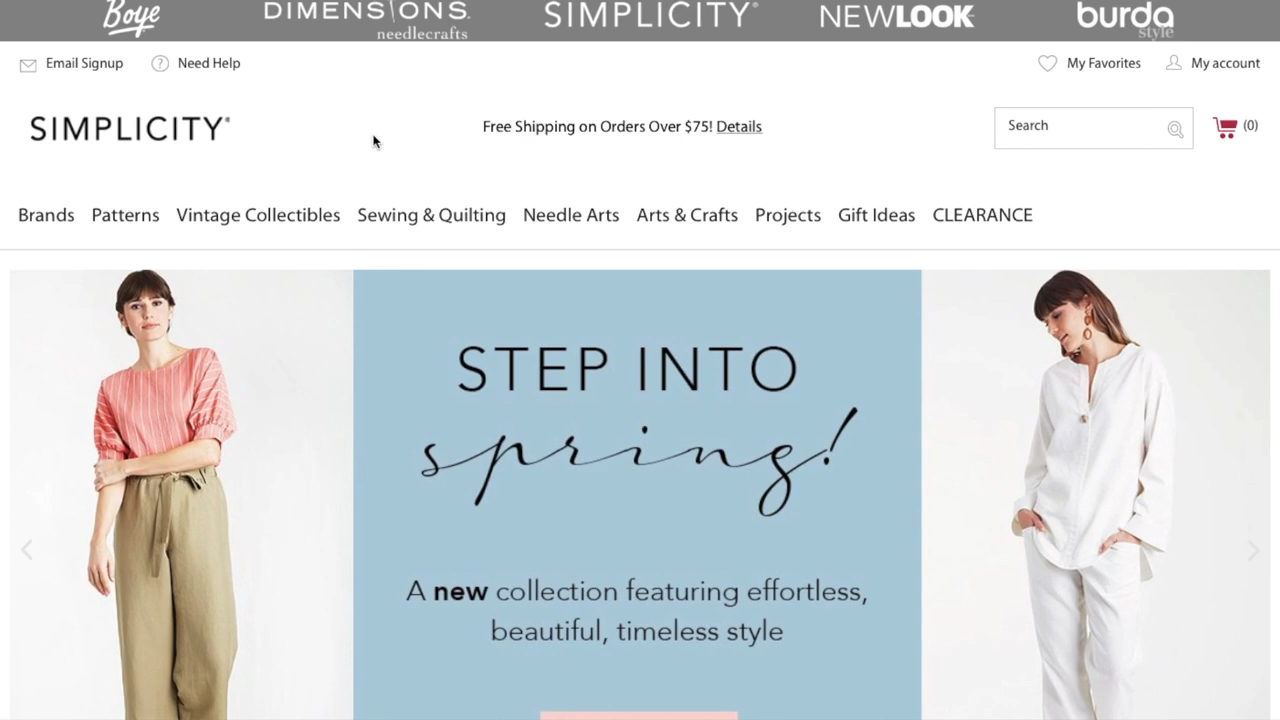 Boye DIMENSIONS® needlecrafts SIMPLICITY® NEWLOOK burda style
Email Signup Need Help My Favorites My account
SIMPLICITY® Free Shipping on Orders Over $75! Details Search (0)
Brands Patterns Vintage Collectibles Sewing & Quilting Needle Arts Arts & Crafts Projects Gift Ideas CLEARANCE
STEP INTO
spring!
A new collection featuring effortless,
beautiful, timeless style